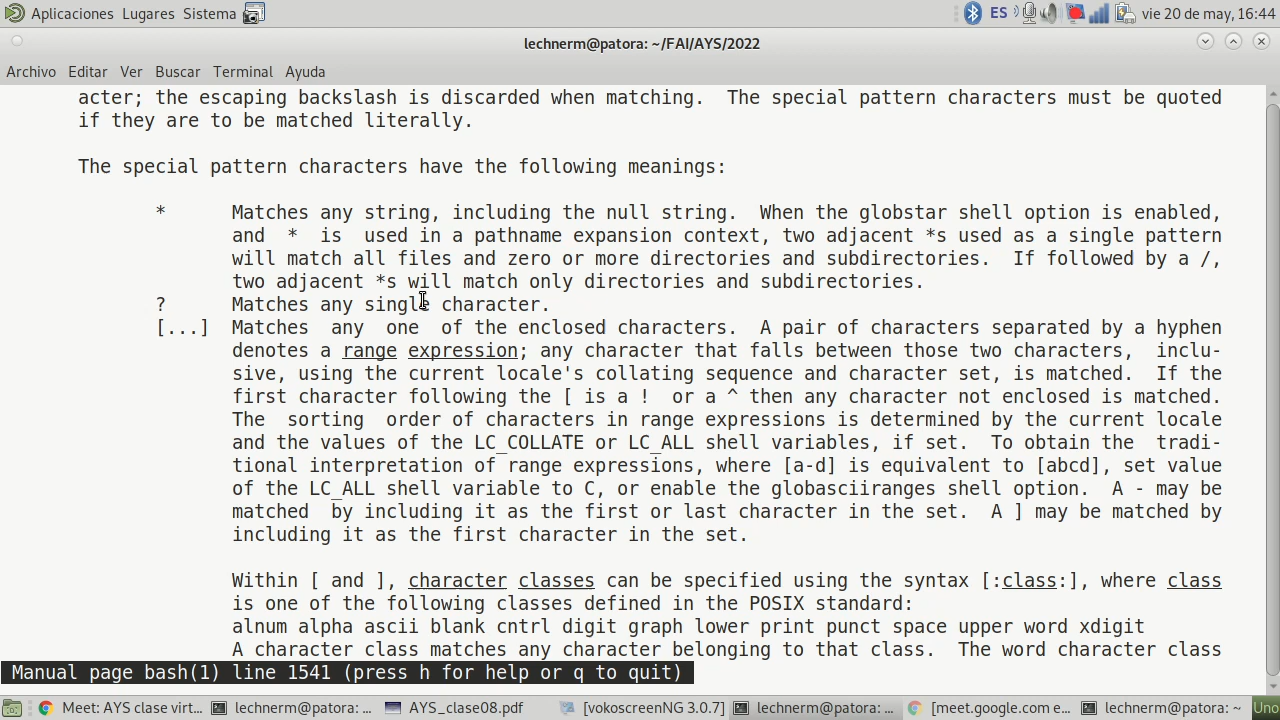 Aplicaciones Lugares Sistema ES vie 20 de may, 16:44
lechnerm@patora: ~/FAI/AYS/2022
Archivo Editar Ver Buscar Terminal Ayuda
acter; the escaping backslash is discarded when matching.  The special pattern characters must be quoted
if they are to be matched literally.
The special pattern characters have the following meanings:
*      Matches any string, including the null string.  When the globstar shell option is enabled,
and  *  is  used in a pathname expansion context, two adjacent *s used as a single pattern
will match all files and zero or more directories and subdirectories.  If followed by a /,
two adjacent *s will match only directories and subdirectories.
?      Matches any single character.
[...]  Matches  any  one  of the enclosed characters.  A pair of characters separated by a hyphen
denotes a range expression; any character that falls between those two characters,  inclu-
sive, using the current locale's collating sequence and character set, is matched.  If the
first character following the [ is a !  or a ^ then any character not enclosed is matched.
The  sorting  order of characters in range expressions is determined by the current locale
and the values of the LC_COLLATE or LC_ALL shell variables, if set.  To obtain the  tradi-
tional interpretation of range expressions, where [a-d] is equivalent to [abcd], set value
of the LC_ALL shell variable to C, or enable the globasciiranges shell option.  A - may be
matched  by including it as the first or last character in the set.  A ] may be matched by
including it as the first character in the set.
Within [ and ], character classes can be specified using the syntax [:class:], where class
is one of the following classes defined in the POSIX standard:
alnum alpha ascii blank cntrl digit graph lower print punct space upper word xdigit
A character class matches any character belonging to that class.  The word character class
Manual page bash(1) line 1541 (press h for help or q to quit)
Meet: AYS clase virt... lechnerm@patora: ... AYS_clase08.pdf [vokoscreenNG 3.0.7] lechnerm@patora: ... [meet.google.com e... lechnerm@patora: ~ Uno